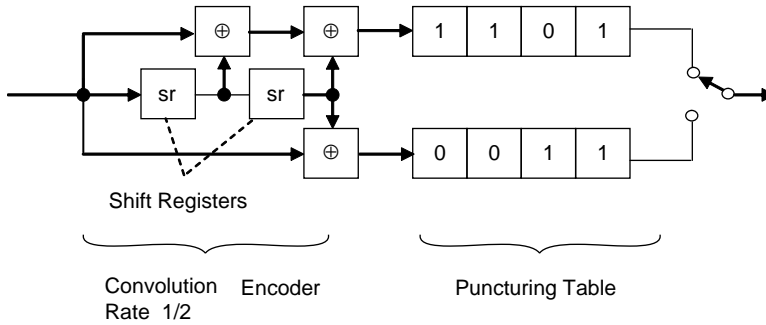 ⊕ ⊕
1 1 0 1
sr sr
⊕
0 0 1 1
Shift Registers
Convolution Encoder
Rate 1/2
Puncturing Table